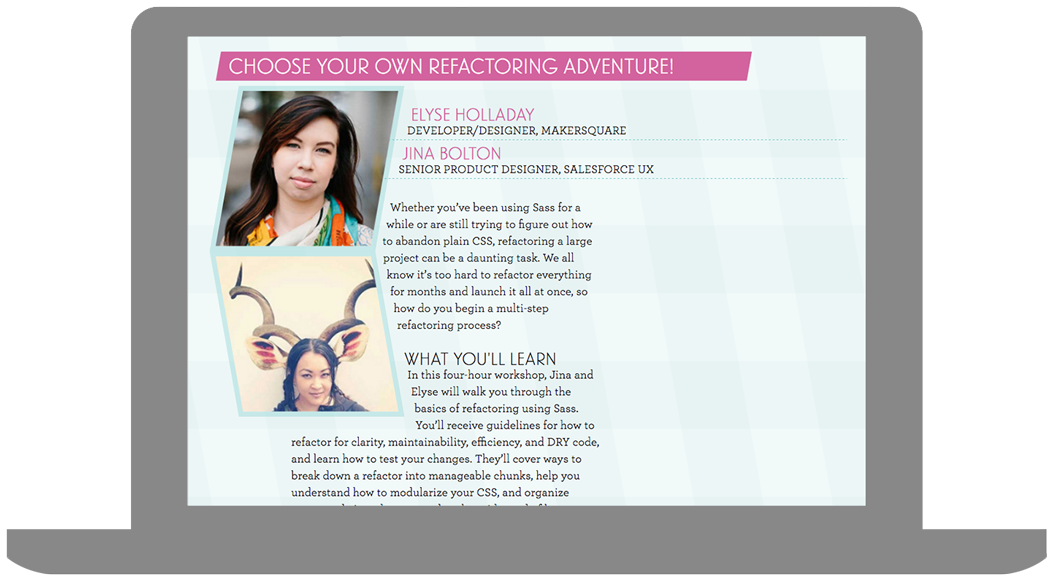 CHOOSE YOUR OWN REFACTORING ADVENTURE!
ELYSE HOLLADAY
DEVELOPER/DESIGNER, MAKERSQUARE
JINA BOLTON
SENIOR PRODUCT DESIGNER, SALESFORCE UX
Whether you've been using Sass for a
while or are still trying to figure out how
to abandon plain CSS, refactoring a large
project can be a daunting task. We all
know it's too hard to refactor everything
for months and launch it all at once, so
how do you begin a multi-step
refactoring process?
WHAT YOU'LL LEARN
In this four-hour workshop, Jina and
Elyse will walk you through the
basics of refactoring using Sass.
You'll receive guidelines for how to
refactor for clarity, maintainability, efficiency, and DRY code,
and learn how to test your changes. They'll cover ways to
break down a refactor into manageable chunks, help you
understand how to modularize your CSS, and organize